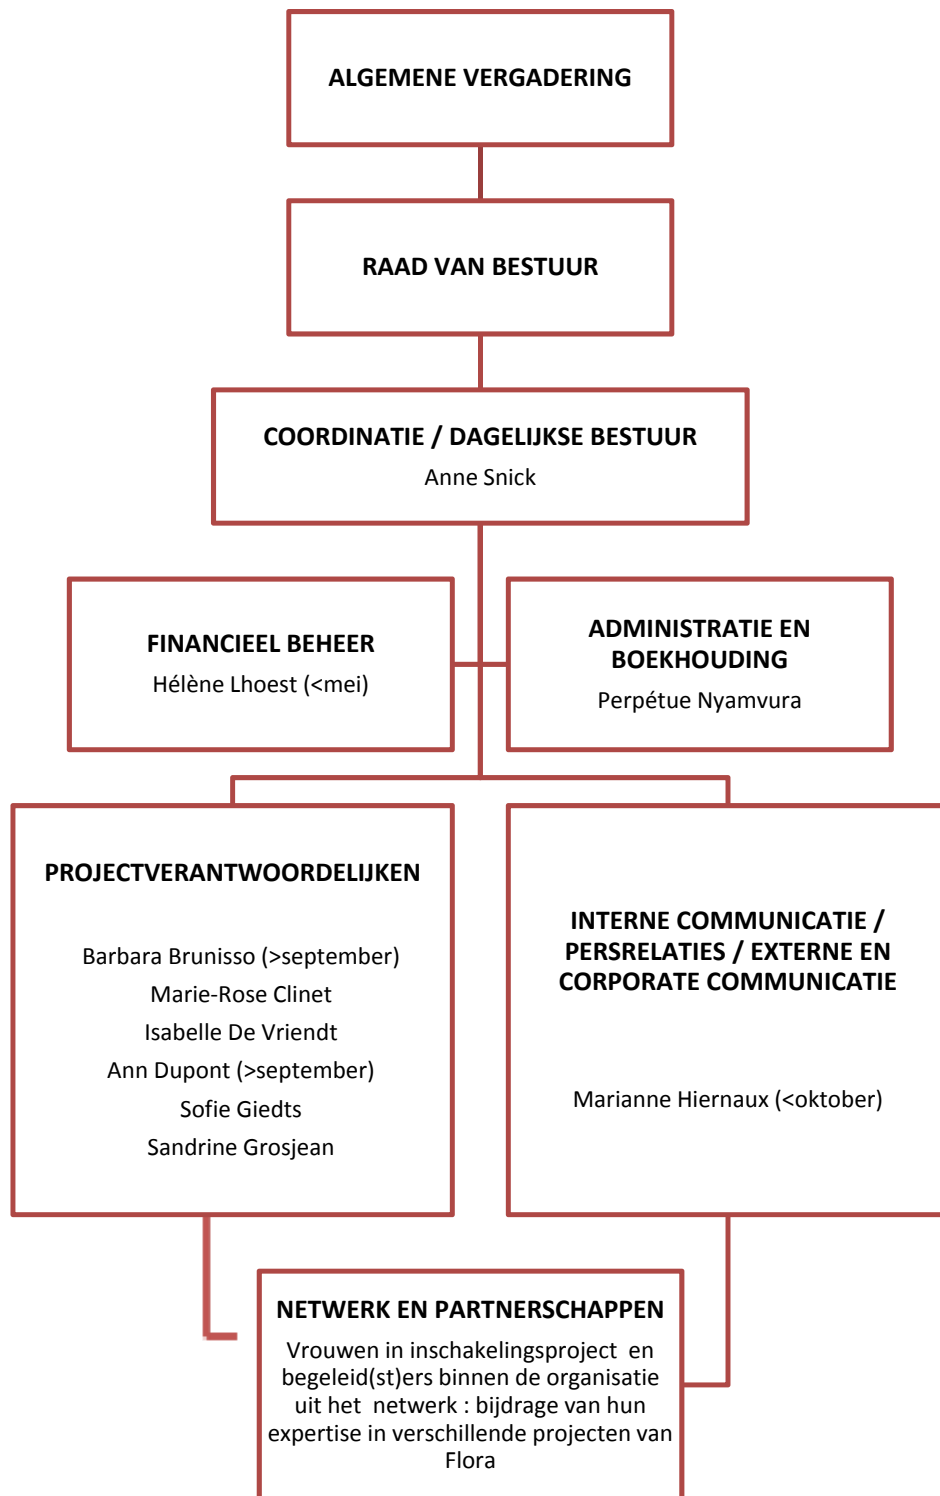 ALGEMENE VERGADERING
RAAD VAN BESTUUR
COORDINATIE / DAGELIJKSE BESTUUR
Anne Snick
FINANCIEEL BEHEER
Hélène Lhoest (<mei)
ADMINISTRATIE EN
BOEKHOUDING
Perpétue Nyamvura
PROJECTVERANTWOORDELIJKEN
Barbara Brunisso (>september)
Marie-Rose Clinet
Isabelle De Vriendt
Ann Dupont (>september)
Sofie Giedts
Sandrine Grosjean
INTERNE COMMUNICATIE /
PERSRELATIES / EXTERNE EN
CORPORATE COMMUNICATIE
Marianne Hiernaux (<oktober)
NETWERK EN PARTNERSCHAPPEN
Vrouwen in inschakelingsproject en
begeleid(st)ers binnen de organisatie
uit het netwerk : bijdrage van hun
expertise in verschillende projecten van
Flora